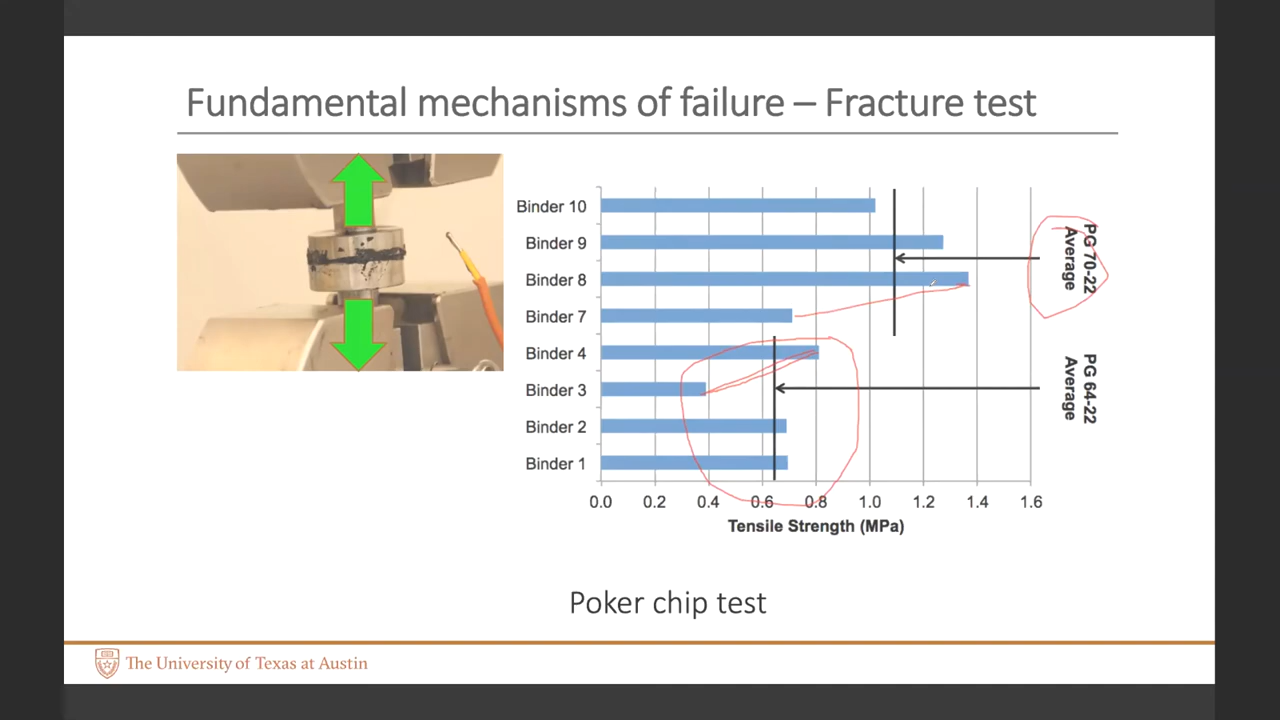 Fundamental mechanisms of failure – Fracture test
Binder 10
Binder 9
Binder 8
Binder 7
Binder 4
Binder 3
Binder 2
Binder 1
PG 70-22
Average
PG 64-22
Average
0.0 0.2 0.4 0.6 0.8 1.0 1.2 1.4 1.6
Tensile Strength (MPa)
Poker chip test
The University of Texas at Austin